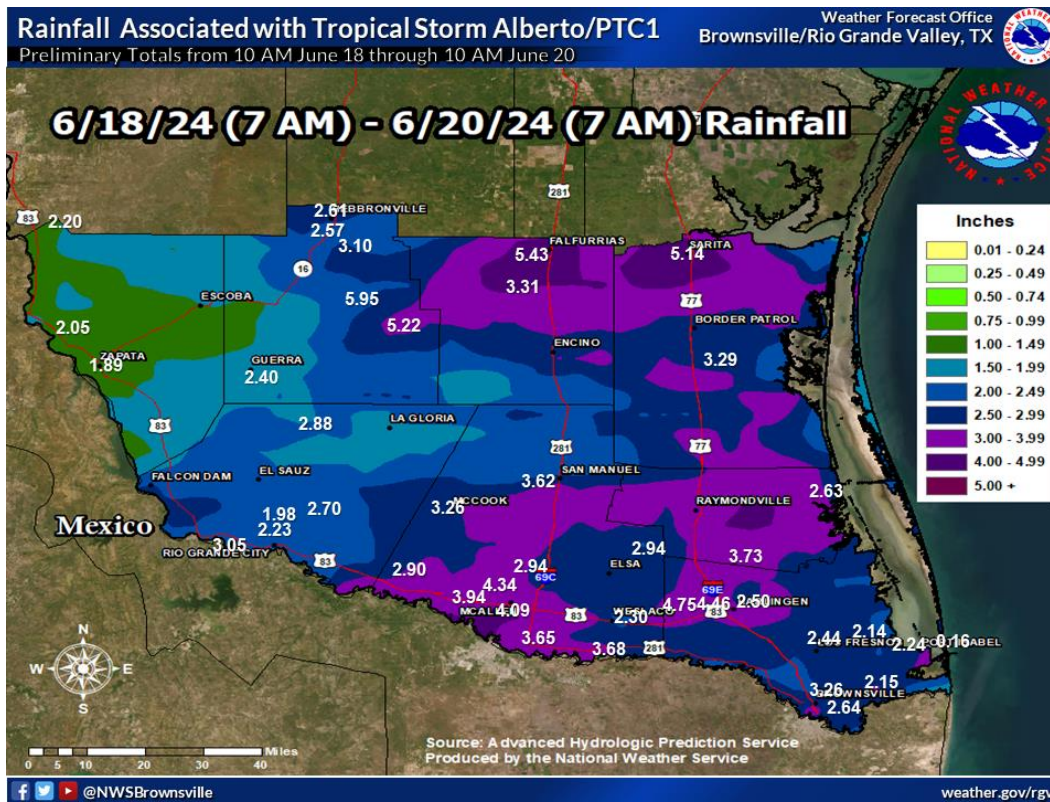 Rainfall Associated with Tropical Storm Alberto/PTC1
Preliminary Totals from 10 AM June 18 through 10 AM June 20
Weather Forecast Office
Brownsville/Rio Grande Valley, TX
6/18/24 (7 AM) - 6/20/24 (7 AM) Rainfall
NATIONAL WEATHER SERVICE
Inches
0.01 - 0.24
0.25 - 0.49
0.50 - 0.74
0.75 - 0.99
1.00 - 1.49
1.50 - 1.99
2.00 - 2.49
2.50 - 2.99
3.00 - 3.99
4.00 - 4.99
5.00 +
281
83
2.20
2.61
HEBBRONVILLE
2.57
3.10
FALFURRIAS
5.43
SARITA
5.14
16
3.31
5.95
ESCOBA
77
5.22
BORDER PATROL
2.05
ZAPATA
1.89
GUERRA
2.40
ENCINO
3.29
83
2.88
LA GLORIA
281
77
FALCON DAM
EL SAUZ
SAN MANUEL
3.62
2.63
MCCOOK
3.26
RAYMONDVILLE
Mexico
1.98
2.70
2.23
3.05
RIO GRANDE CITY
83
2.94
3.73
2.90
2.94
69C
ELSA
4.34
3.94
69E
MCALLEN
4.09
83
WESLACO
2.30
4.75
4.46
83
2.50
HARLINGEN
3.65
3.68
281
2.44
2.14
LOS FRESNOS
2.24
PORT ISABEL
0.16
3.26
2.15
BROWNSVILLE
2.64
N
W
E
S
Miles
0 5 10 20 30 40
Source: Advanced Hydrologic Prediction Service
Produced by the National Weather Service
@NWSBrownsville
weather.gov/rgv